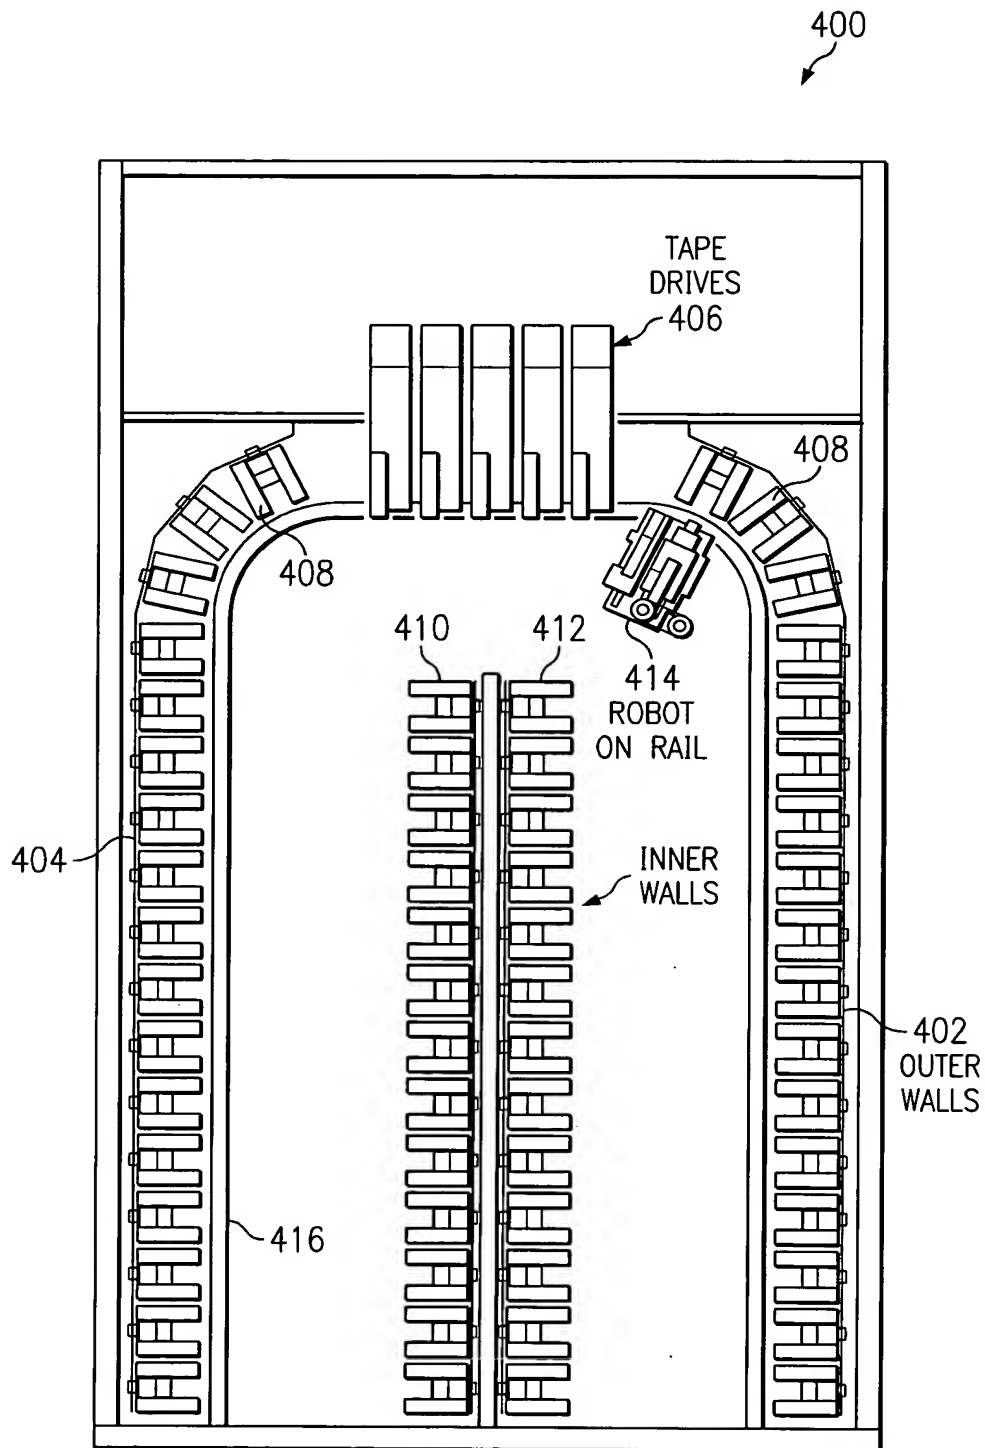 400
TAPE
DRIVES
406
408
408
410
412
414
ROBOT
ON RAIL
404
INNER
WALLS
402
OUTER
WALLS
416